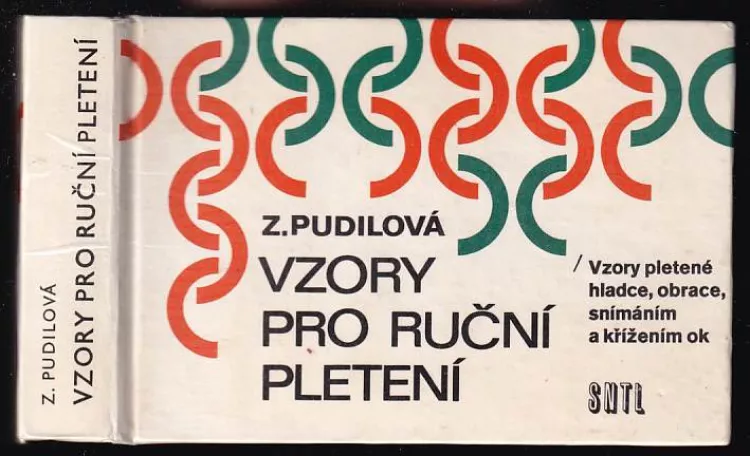 Z. PUDILOVÁ
VZORY PRO RUČNÍ PLETENÍ
Z.PUDILOVÁ
VZORY
PRO RUČNÍ
PLETENÍ
/ Vzory pletené
hladce, obrace,
snímáním
a křížením ok
SNTL